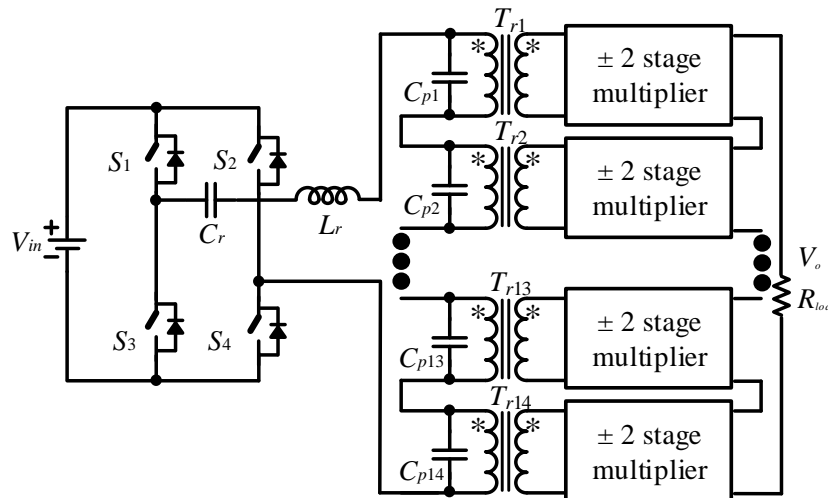 Tr1
* *
± 2 stage
multiplier
Cp1
S1
S2
Tr2
* *
± 2 stage
multiplier
Cp2
Cr
Lr
Vin
+
−
Vo
Tr13
* *
± 2 stage
multiplier
Cp13
S3
S4
Tr14
* *
± 2 stage
multiplier
Cp14